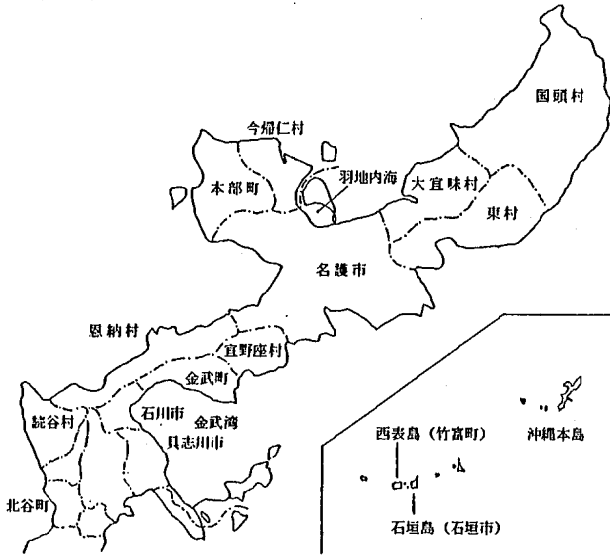 国頭村
今帰仁村
本部町
羽地内海
大宜味村
東村
名護市
恩納村
宜野座村
金武町
石川市
金武湾
読谷村
具志川市
北谷町
西表島（竹富町）
沖縄本島
石垣島（石垣市）